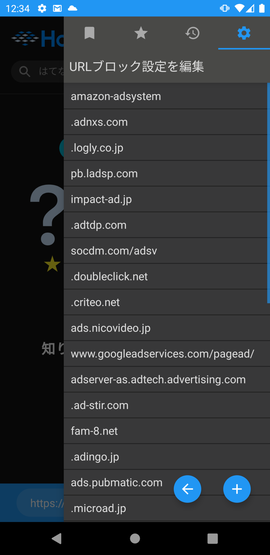 12:34
Ho
URLブロック設定を編集
はてな
amazon-adsystem
.adnxs.com
.logly.co.jp
pb.ladsp.com
impact-ad.jp
.adtdp.com
socdm.com/adsv
.doubleclick.net
.criteo.net
ads.nicovideo.jp
知り
www.googleadservices.com/pagead/
adserver-as.adtech.advertising.com
.ad-stir.com
fam-8.net
.adingo.jp
ads.pubmatic.com
https://
.microad.jp